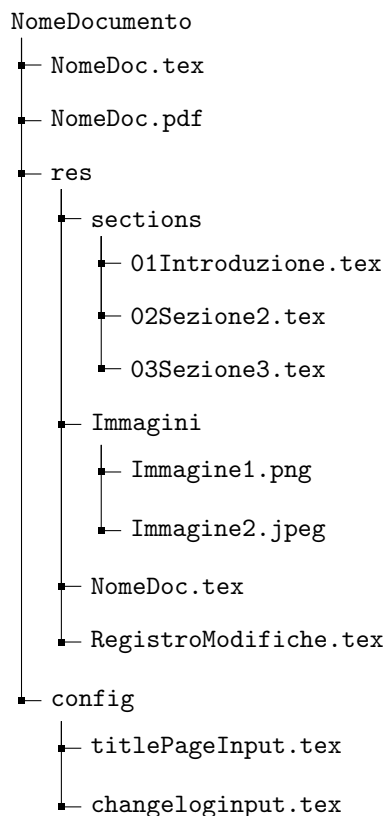 NomeDocumento
NomeDoc.tex
NomeDoc.pdf
res
sections
01Introduzione.tex
02Sezione2.tex
03Sezione3.tex
Immagini
Immagine1.png
Immagine2.jpeg
NomeDoc.tex
RegistroModifiche.tex
config
titlePageInput.tex
changeloginput.tex